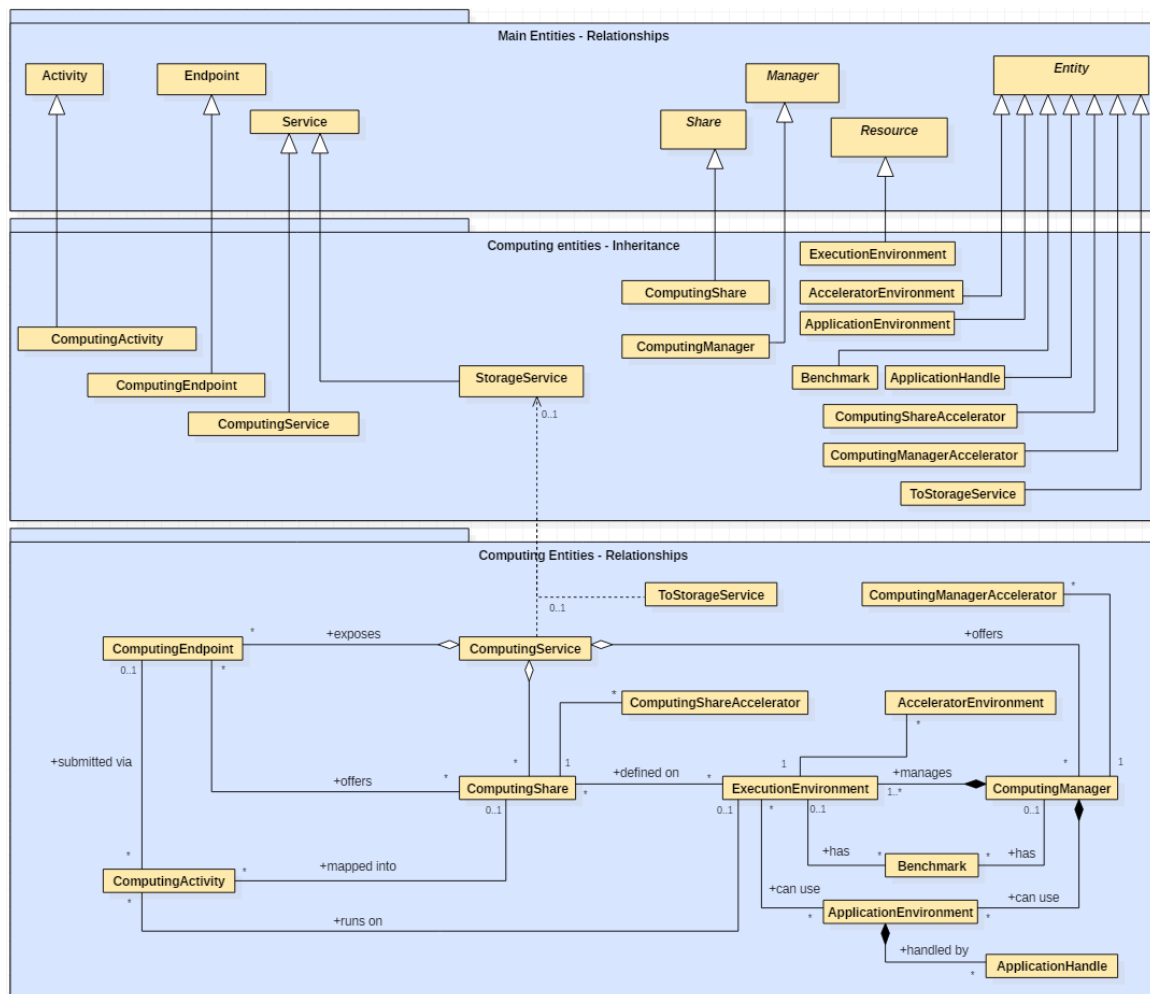 Main Entities - Relationships
Activity
Endpoint
Manager
Entity
Service
Share
Resource
Computing entities - Inheritance
ExecutionEnvironment
ComputingShare
AcceleratorEnvironment
ApplicationEnvironment
ComputingActivity
ComputingManager
ComputingEndpoint
StorageService
Benchmark
ApplicationHandle
0..1
ComputingService
ComputingShareAccelerator
ComputingManagerAccelerator
ToStorageService
Computing Entities - Relationships
ToStorageService
ComputingManagerAccelerator
*
0..1
ComputingEndpoint
*
+exposes
ComputingService
+offers
0..1
*
*
ComputingShareAccelerator
AcceleratorEnvironment
*
+submitted via
+offers
*
*
1
+defined on
*
1
+manages
*
1
ComputingShare
*
ExecutionEnvironment
1..*
ComputingManager
0..1
0..1
*
0..1
0..1
*
+mapped into
+has
*
Benchmark
*
+has
ComputingActivity
*
*
+can use
+can use
+runs on
*
ApplicationEnvironment
*
+handled by
*
ApplicationHandle